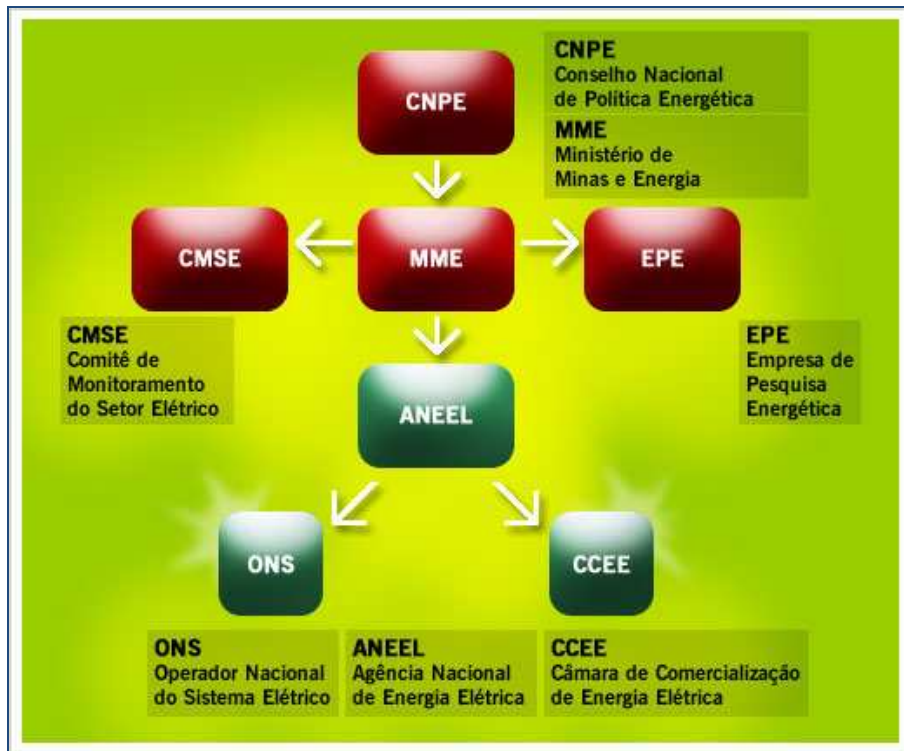 CNPE
CNPE
Conselho Nacional
de Política Energética
MME
Ministério de
Minas e Energia
CMSE
MME
EPE
CMSE
Comitê de
Monitoramento
do Setor Elétrico
EPE
Empresa de
Pesquisa
Energética
ANEEL
ONS
CCEE
ONS
Operador Nacional
do Sistema Elétrico
ANEEL
Agência Nacional
de Energia Elétrica
CCEE
Câmara de Comercialização
de Energia Elétrica